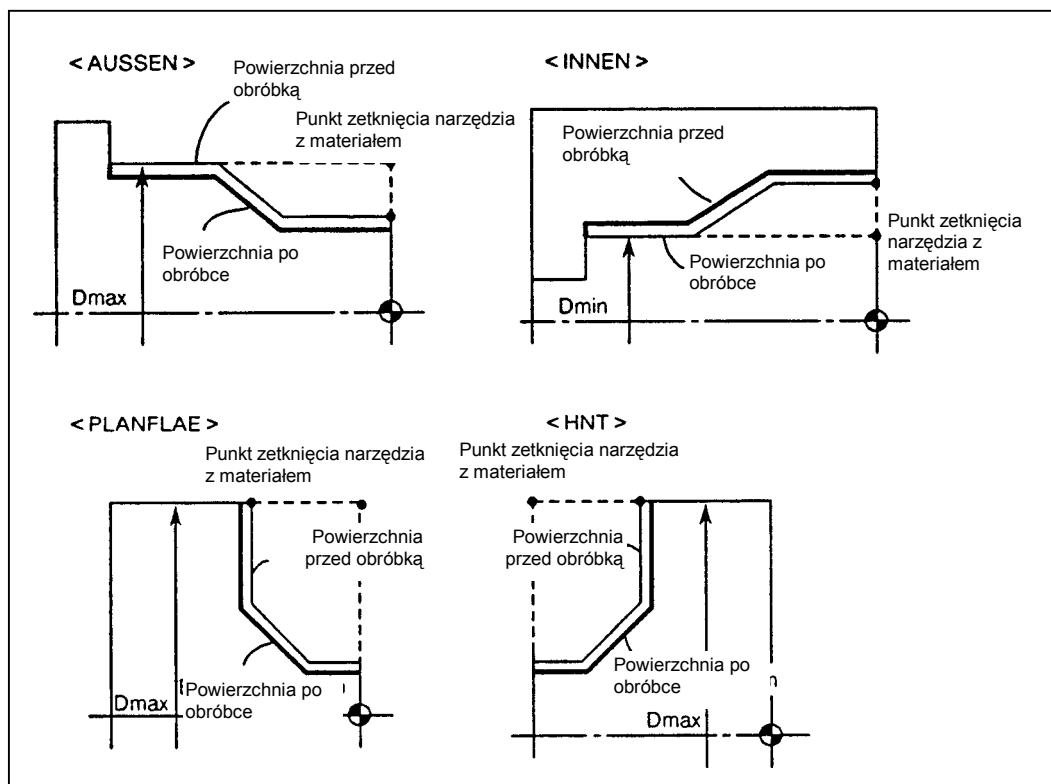 < AUSSEN >
Powierzchnia przed
obróbką
Punkt zetknięcia narzędzia
z materiałem
Powierzchnia po
obróbce
Dmax
< INNEN >
Powierzchnia przed
obróbką
Punkt zetknięcia
narzędzia z
materiałem
Powierzchnia po
obróbce
Dmin
< PLANFLAE >
Punkt zetknięcia narzędzia
z materiałem
Powierzchnia
przed obróbką
Powierzchnia po
obróbce
Dmax
< HNT >
Punkt zetknięcia narzędzia
z materiałem
Powierzchnia
przed obróbką
Powierzchnia po
obróbce
n
Dmax